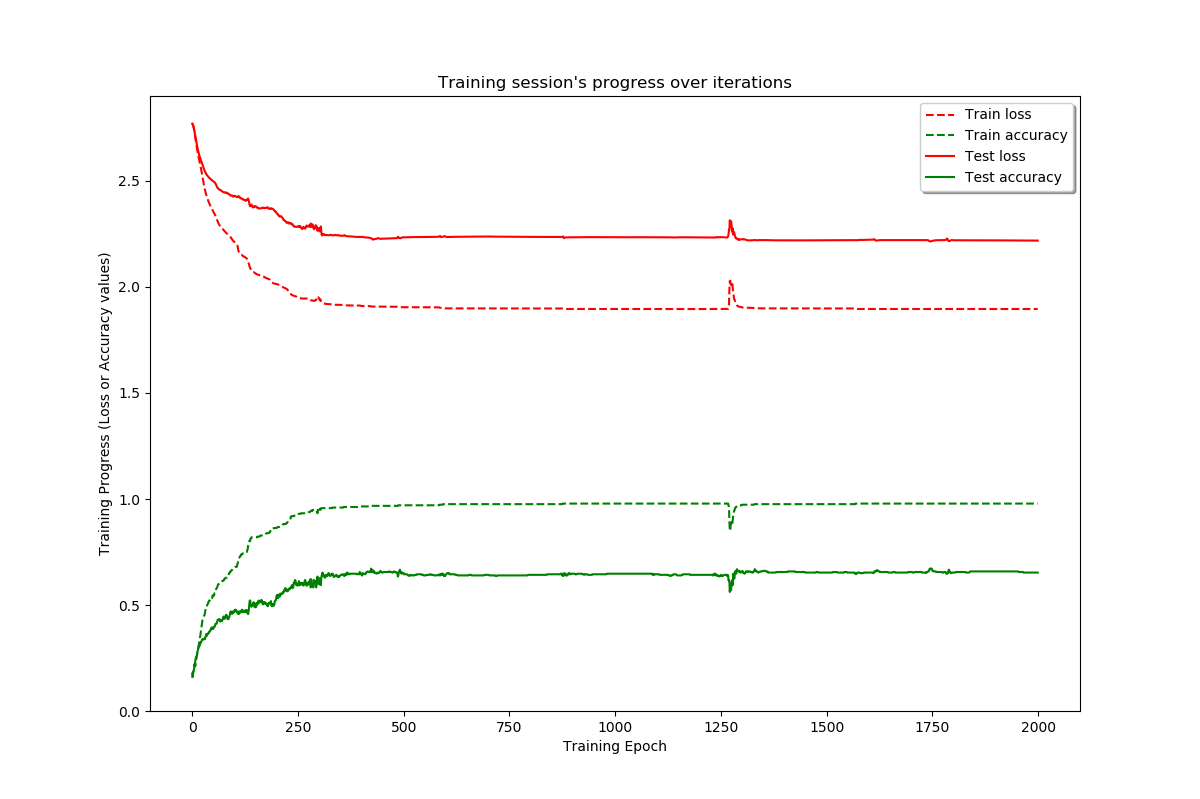 Training session's progress over iterations
Train loss
Train accuracy
Test loss
Test accuracy
Training Progress (Loss or Accuracy values)
2.5
2.0
1.5
1.0
0.5
0.0
0 250 500 750 1000 1250 1500 1750 2000
Training Epoch